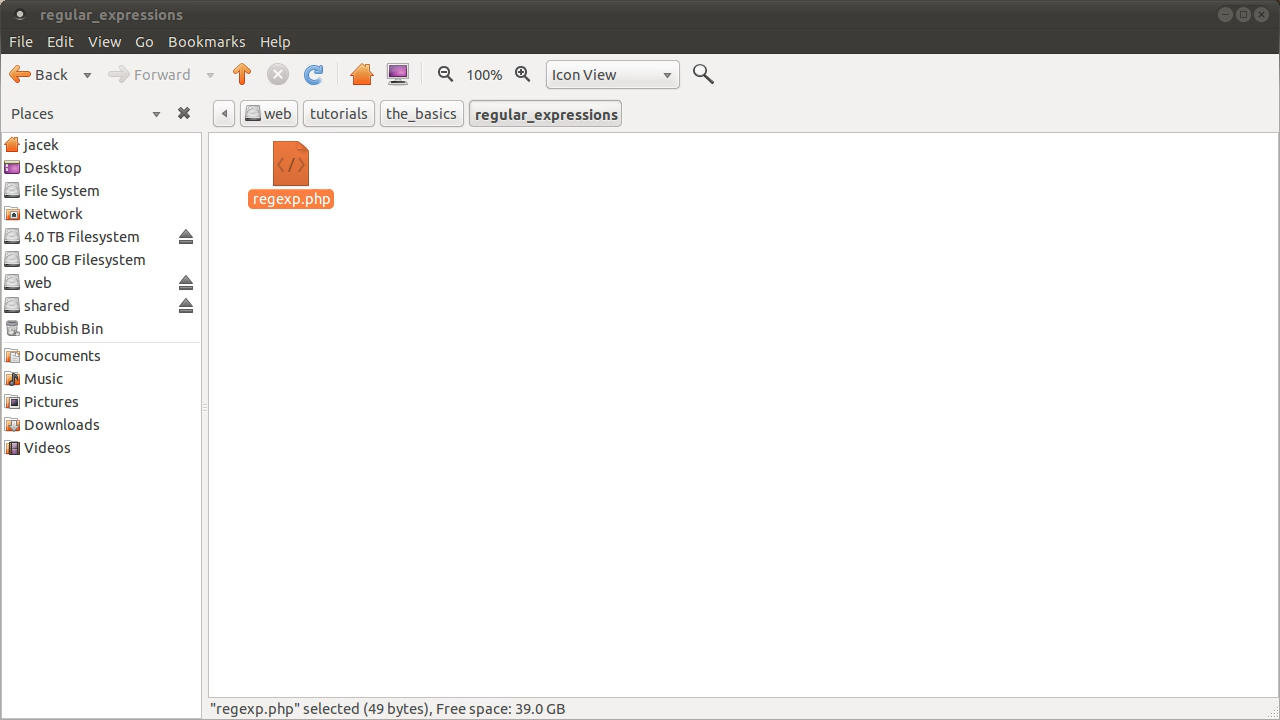 regular_expressions
File Edit View Go Bookmarks Help
Back Forward 100% Icon View
Places web tutorials the_basics regular_expressions
jacek
Desktop
File System
Network
4.0 TB Filesystem
500 GB Filesystem
web
shared
Rubbish Bin
Documents
Music
Pictures
Downloads
Videos
regexp.php
"regexp.php" selected (49 bytes), Free space: 39.0 GB